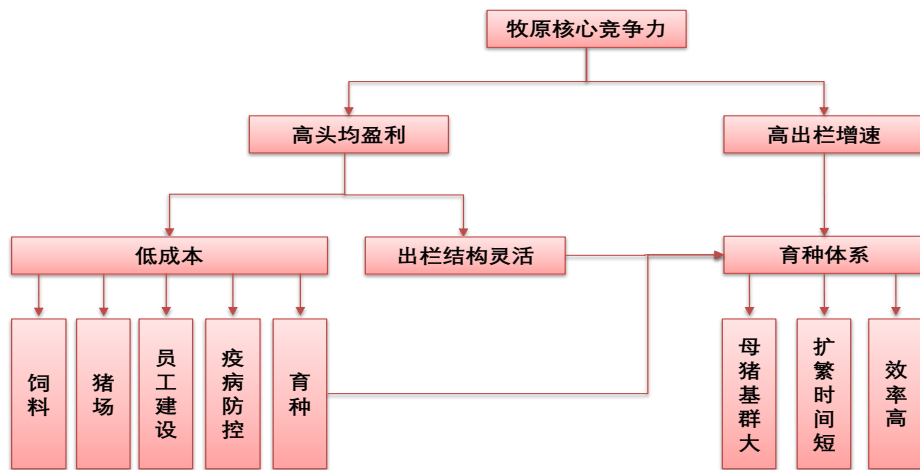 牧原核心竞争力
高头均盈利
高出栏增速
低成本
出栏结构灵活
育种体系
饲料
猪场
员工建设
疫病防控
育种
母猪基群大
扩繁时间短
效率高